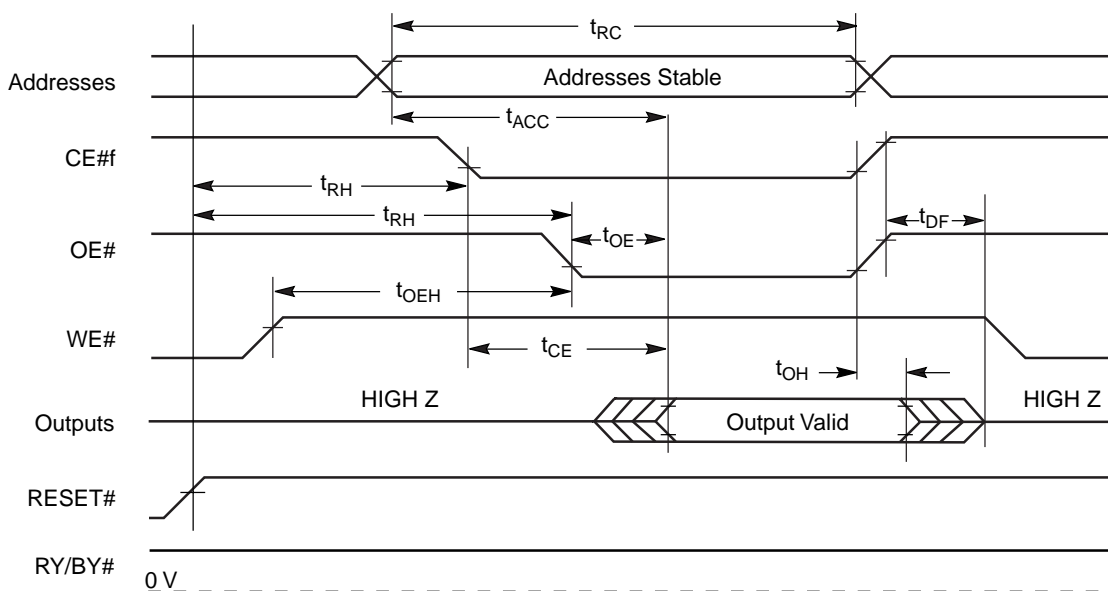 tRC
Addresses
Addresses Stable
tACC
CE#f
tRH
tRH
tDF
OE#
tOE
tOEH
WE#
tCE
tOH
HIGH Z
HIGH Z
Outputs
Output Valid
RESET#
RY/BY#
0 V